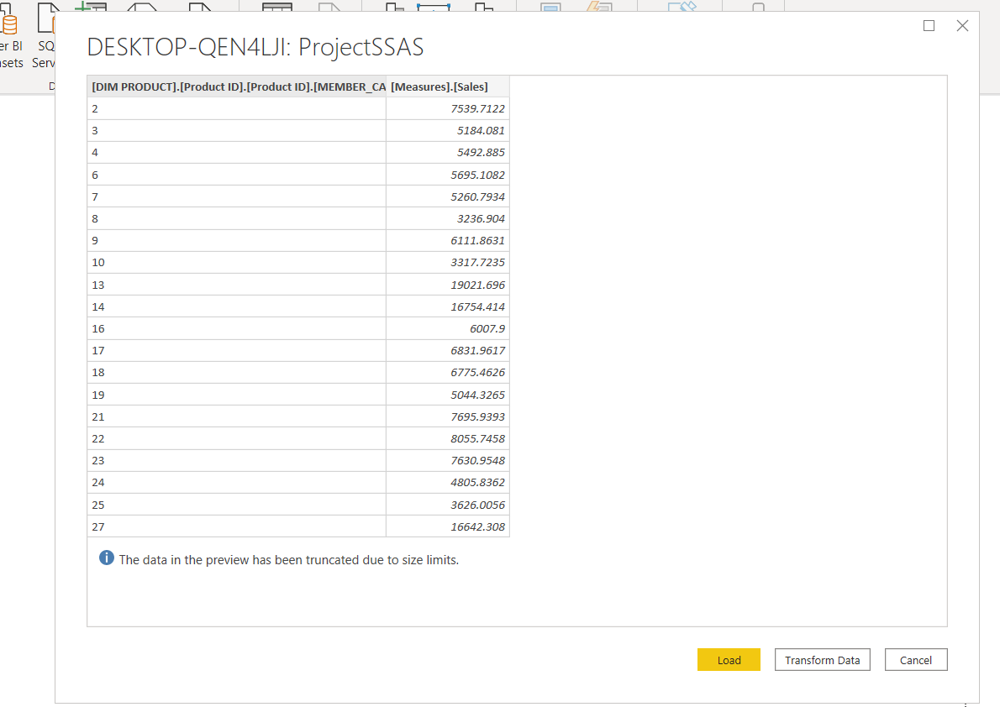 er BI
SQ
sets
Serv
D
DESKTOP-QEN4LJI: ProjectSSAS
[DIM PRODUCT].[Product ID].[Product ID].[MEMBER_CA [Measures].[Sales]
2 7539.7122
3 5184.081
4 5492.885
6 5695.1082
7 5260.7934
8 3236.904
9 6111.8631
10 3317.7235
13 19021.696
14 16754.414
16 6007.9
17 6831.9617
18 6775.4626
19 5044.3265
21 7695.9393
22 8055.7458
23 7630.9548
24 4805.8362
25 3626.0056
27 16642.308
The data in the preview has been truncated due to size limits.
Load Transform Data Cancel